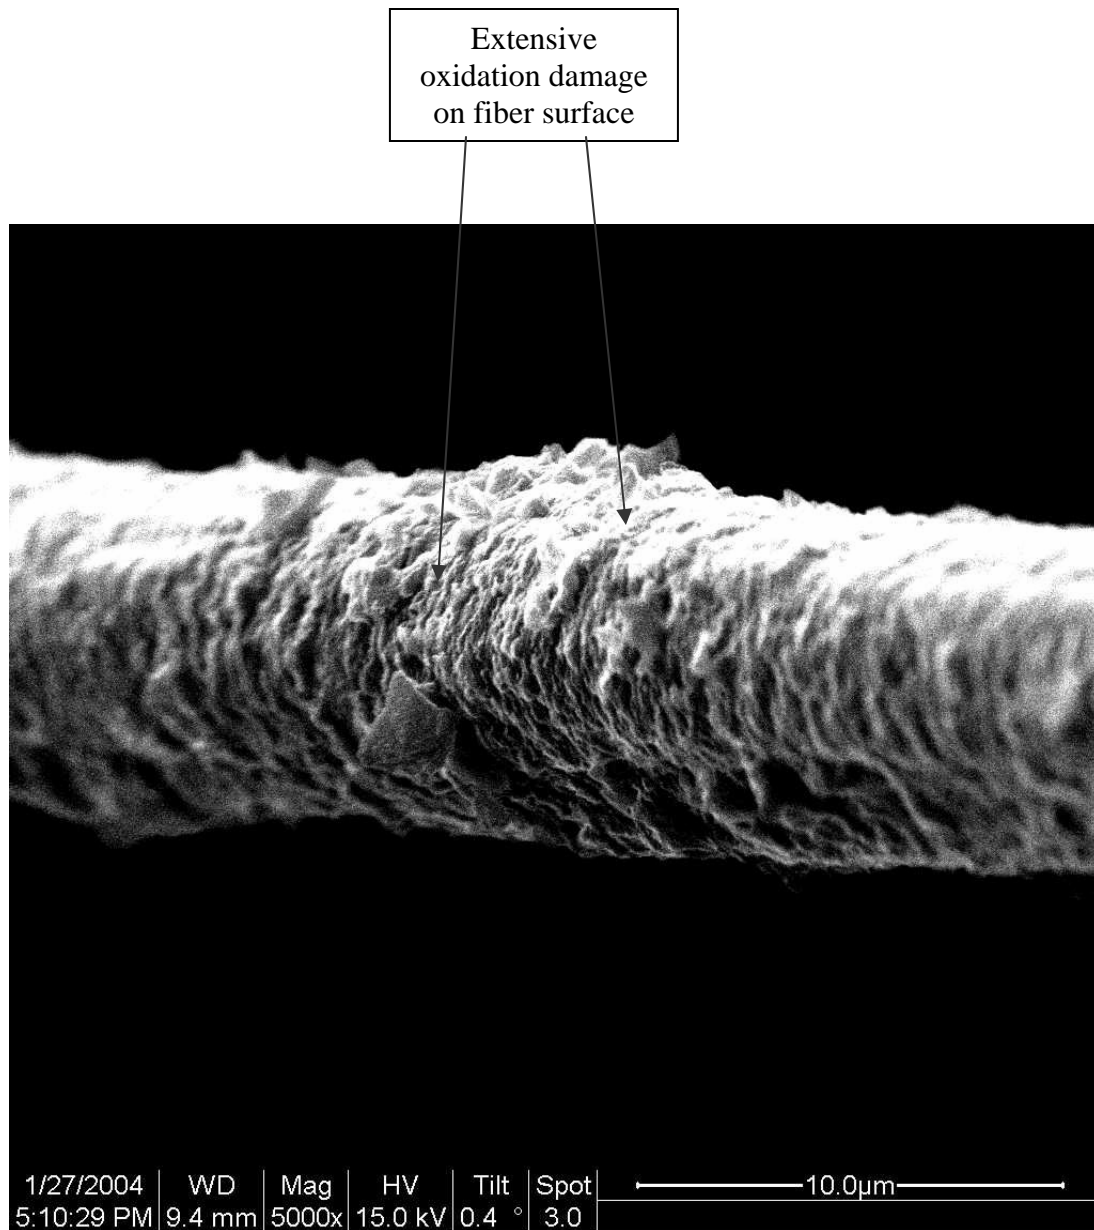 Extensive
oxidation damage
on fiber surface
1/27/2004 WD Mag HV Tilt Spot 10.0µm
5:10:29 PM 9.4 mm 5000x 15.0 kV 0.4 ° 3.0